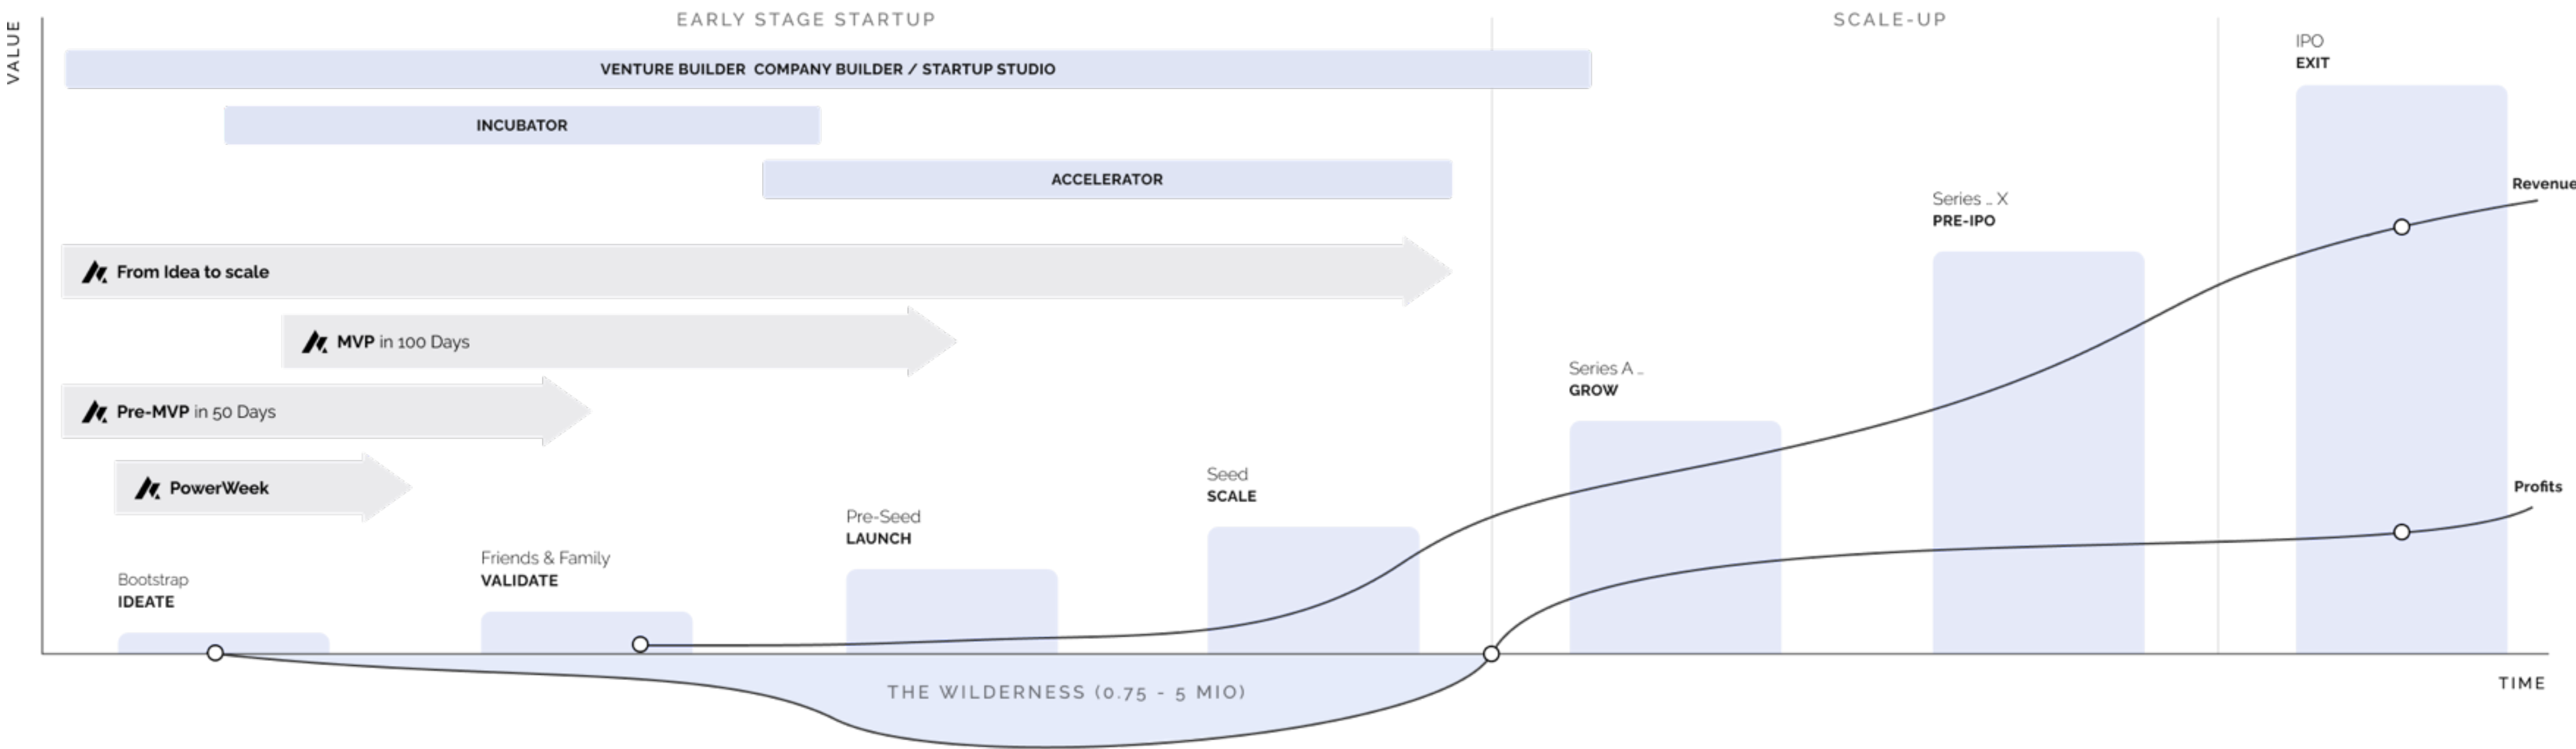 VALUE
EARLY STAGE STARTUP
SCALE-UP
VENTURE BUILDER  COMPANY BUILDER / STARTUP STUDIO
INCUBATOR
ACCELERATOR
From Idea to scale
MVP in 100 Days
Pre-MVP in 50 Days
PowerWeek
Bootstrap
IDEATE
Friends & Family
VALIDATE
Pre-Seed
LAUNCH
Seed
SCALE
Series A ..
GROW
Series .. X
PRE-IPO
IPO
EXIT
Revenue
Profits
THE WILDERNESS (0.75 - 5 MIO)
TIME